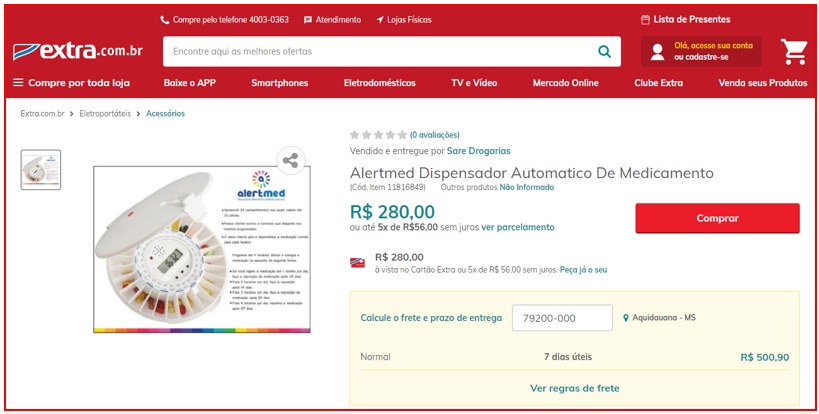 Compre pelo telefone 4003-0363 Atendimento Lojas Físicas Lista de Presentes
extra.com.br Encontre aqui as melhores ofertas Olá, acesse sua conta
ou cadastre-se
Compre por toda loja Baixe o APP Smartphones Eletrodomésticos TV e Vídeo Mercado Online Clube Extra Venda seus Produtos
Extra.com.br > Eletroportáteis > Acessórios
(0 avaliações)
Vendido e entregue por Sare Drogarias
Alertmed Dispensador Automatico De Medicamento
(Cód. Item 11816849) Outros produtos Não Informado
alertmed
R$ 280,00
ou até 5x de R$56,00 sem juros ver parcelamento
Comprar
R$ 280,00
à vista no Cartão Extra ou 5x de R$ 56,00 sem juros. Peça já o seu
Calcule o frete e prazo de entrega 79200-000 Aquidauana - MS
Normal 7 dias úteis R$ 500,90
Ver regras de frete